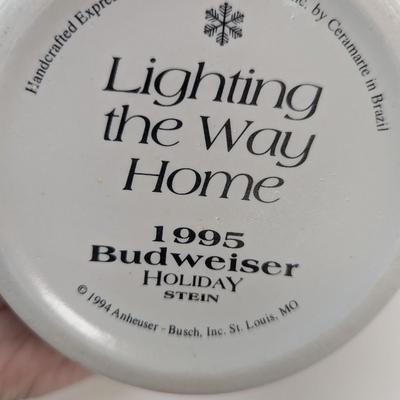 Handcrafted
by Ceramarte in Brazil
Lighting
the Way
Home
1995
Budweiser
HOLIDAY
STEIN
© 1994 Anheuser - Busch, Inc. St. Louis, MO